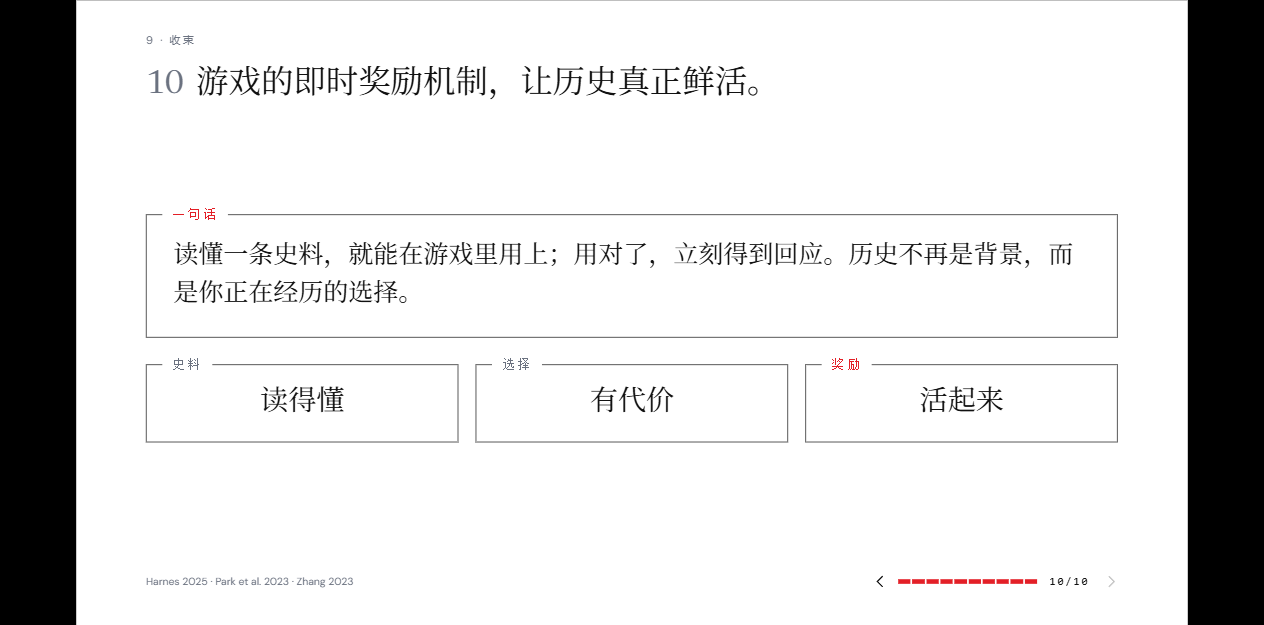 9 · 收束
10 游戏的即时奖励机制，让历史真正鲜活。
一句话
读懂一条史料，就能在游戏里用上；用对了，立刻得到回应。历史不再是背景，而
是你正在经历的选择。
史料
读得懂
选择
有代价
奖励
活起来
Harnes 2025 · Park et al. 2023 · Zhang 2023
10/10